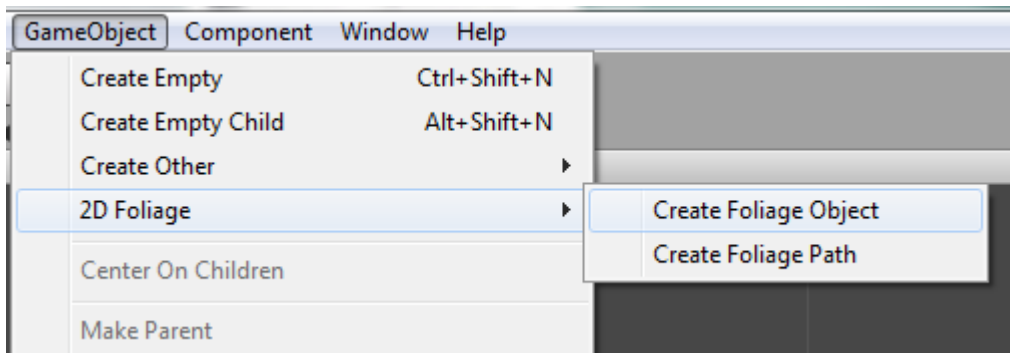 GameObject Component Window Help
Create Empty Ctrl+Shift+N
Create Empty Child Alt+Shift+N
Create Other
2D Foliage
Create Foliage Object
Create Foliage Path
Center On Children
Make Parent